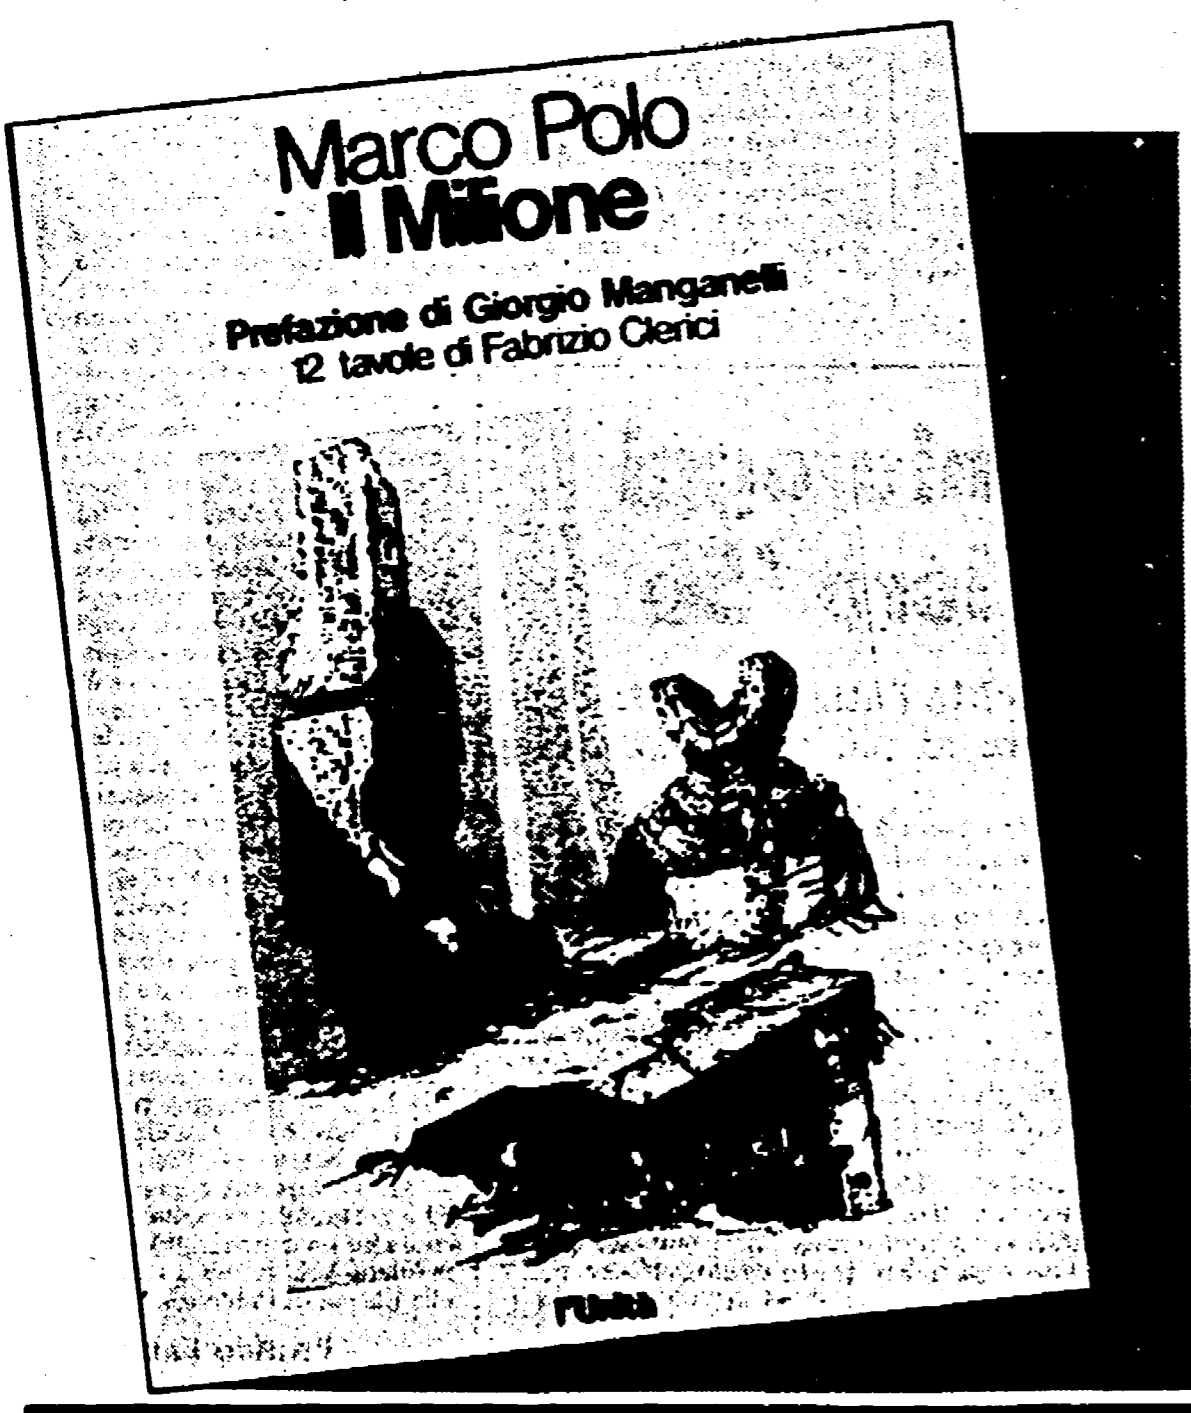 Marco Polo
Il Milione
Prefazione di Giorgio Manganelli
12 tavole di Fabrizio Clerici
l'Unità